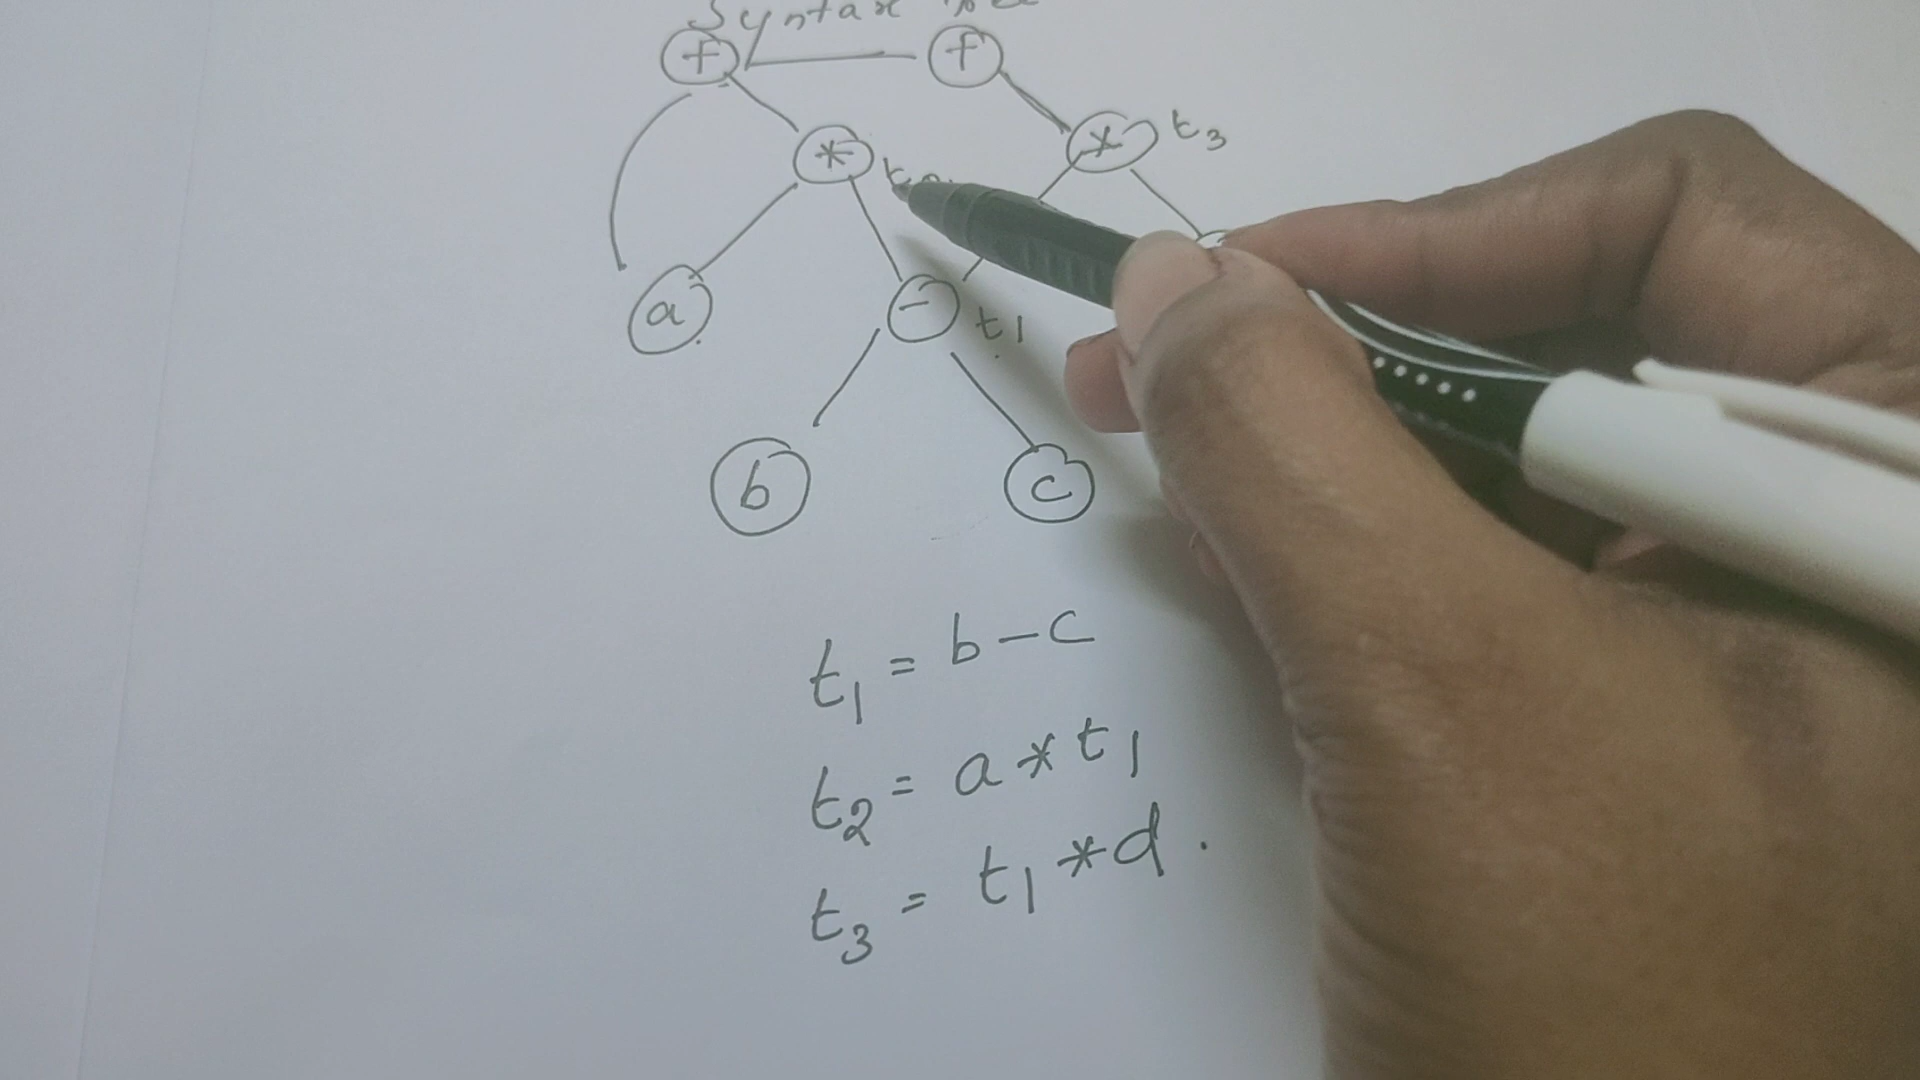 Syntax
+ +
* t3
*
a - t1
b c
t1 = b - c
t2 = a * t1
t3 = t1 * d .